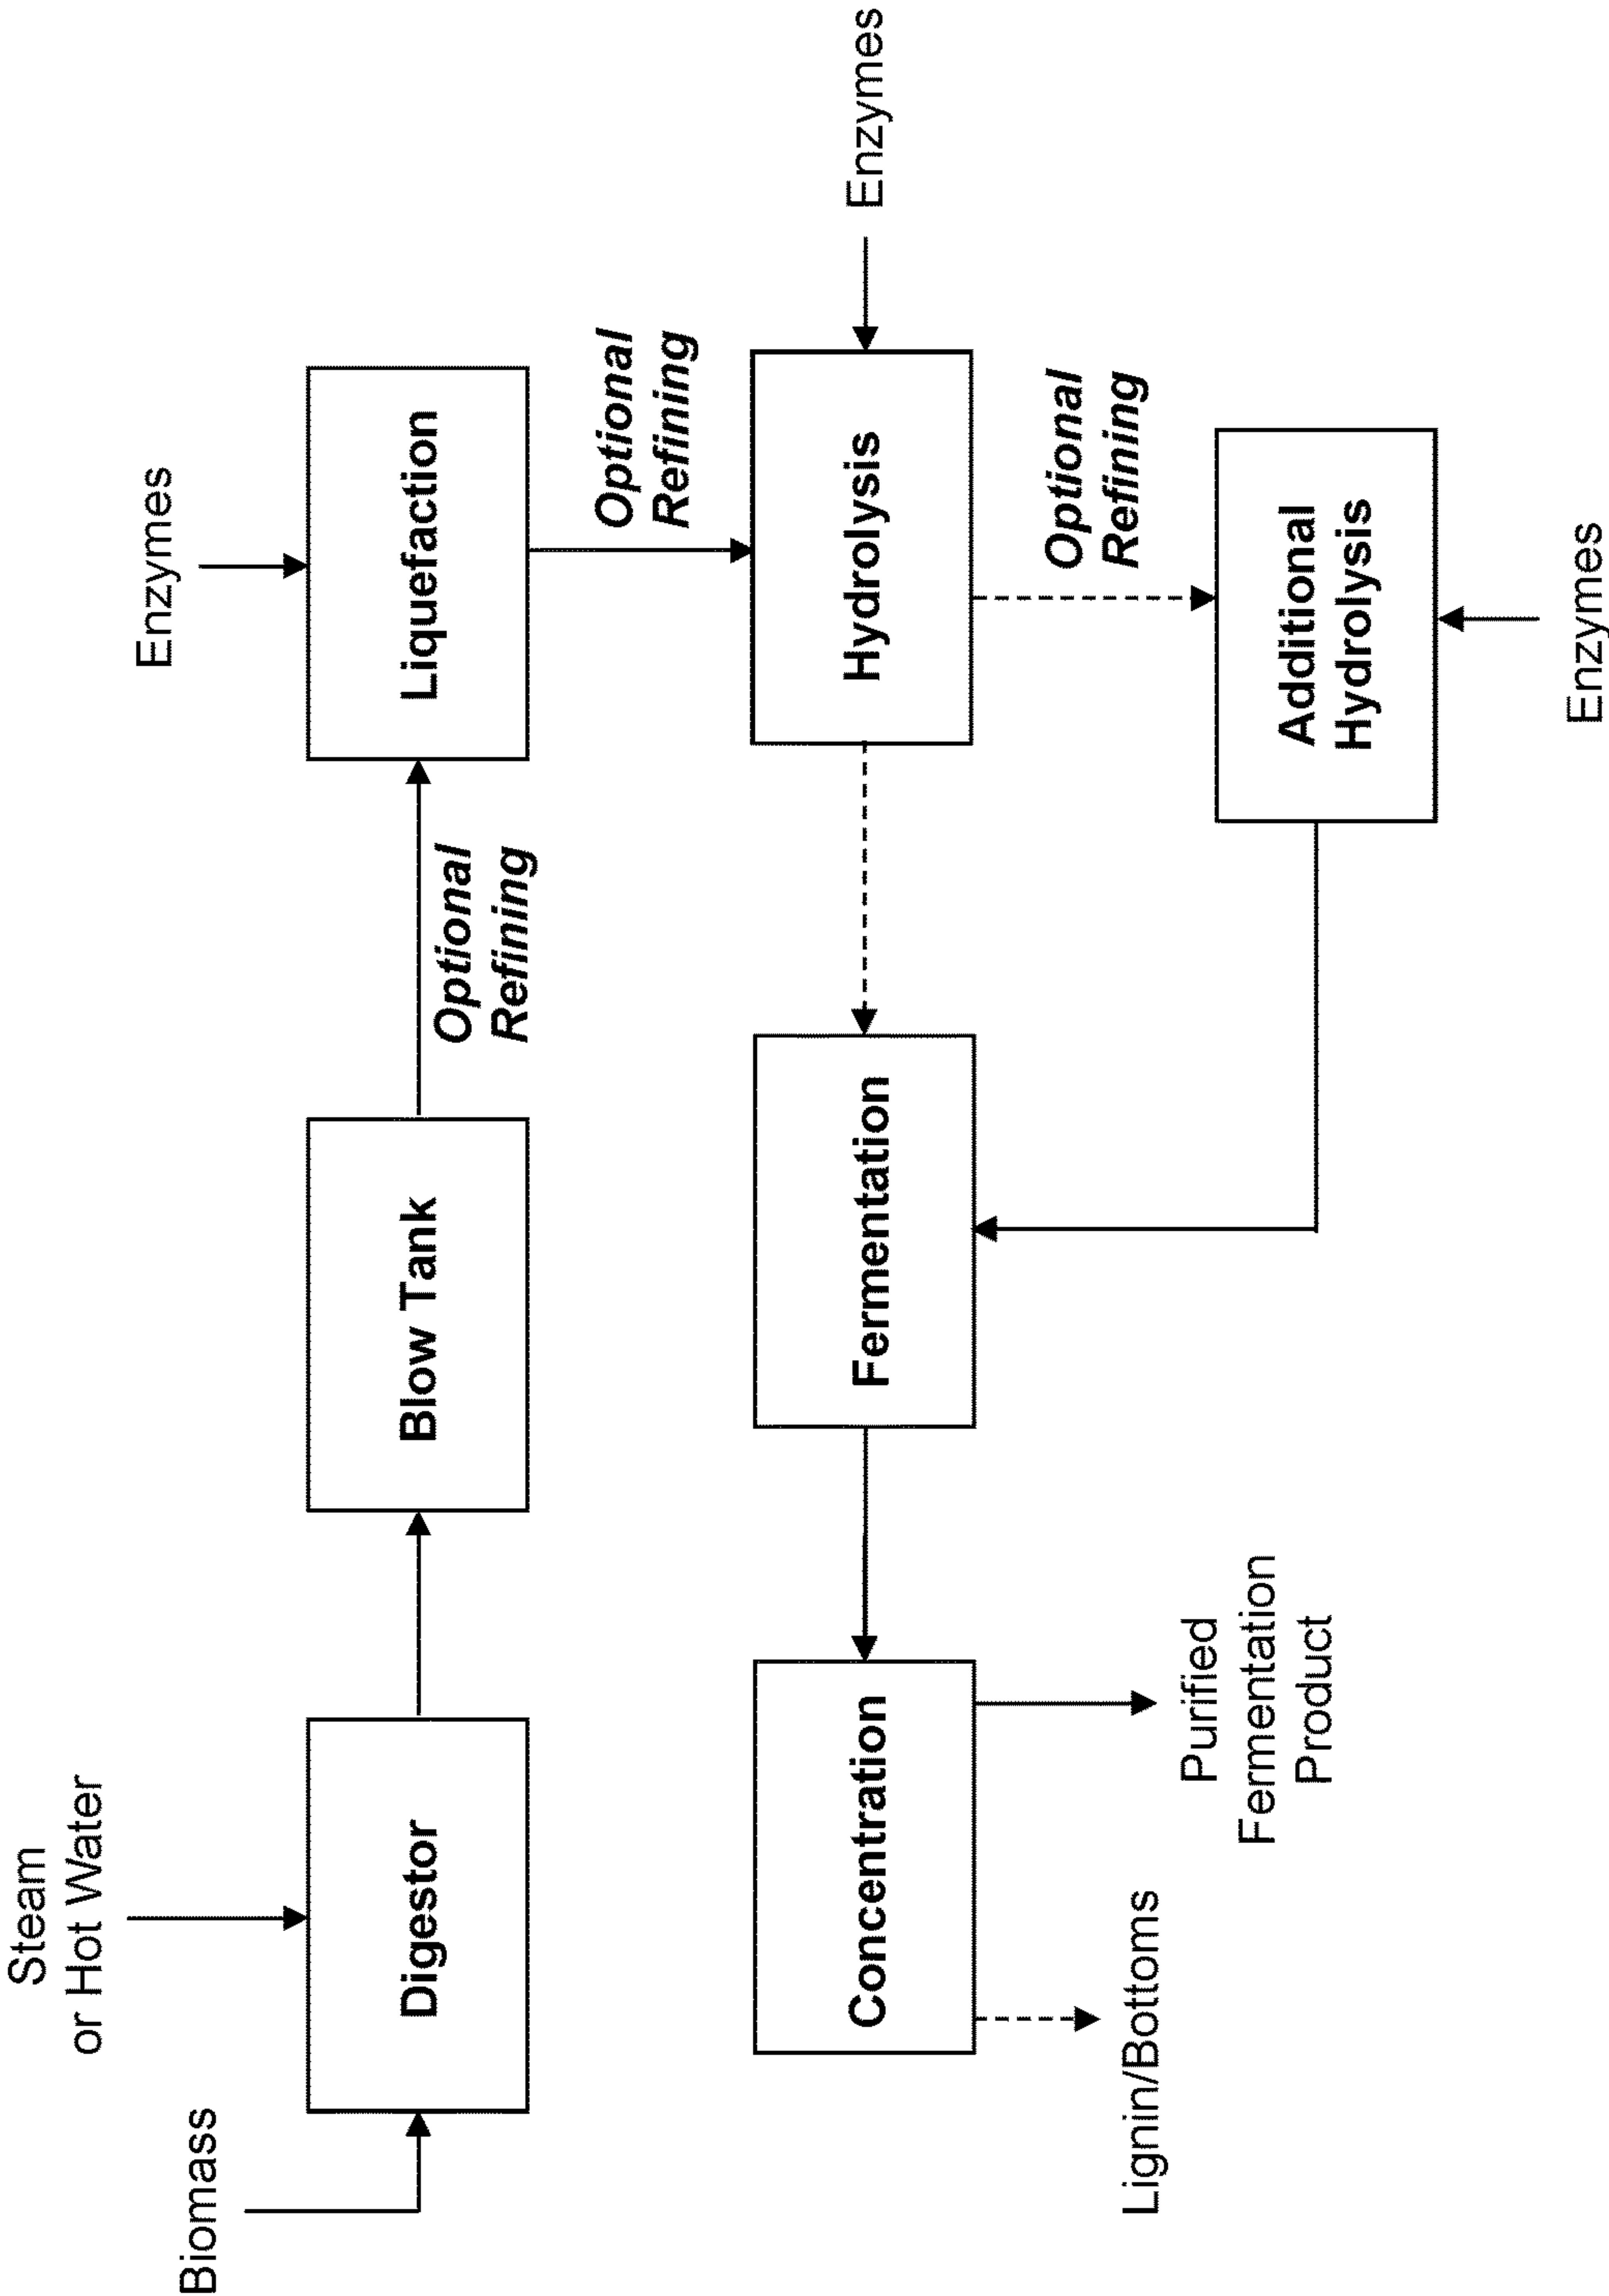 Steam
or Hot Water
Biomass
Digestor
Blow Tank
Optional
Refining
Enzymes
Liquefaction
Optional
Refining
Enzymes
Hydrolysis
Optional
Refining
Additional
Hydrolysis
Enzymes
Fermentation
Concentration
Lignin/Bottoms
Purified
Fermentation
Product